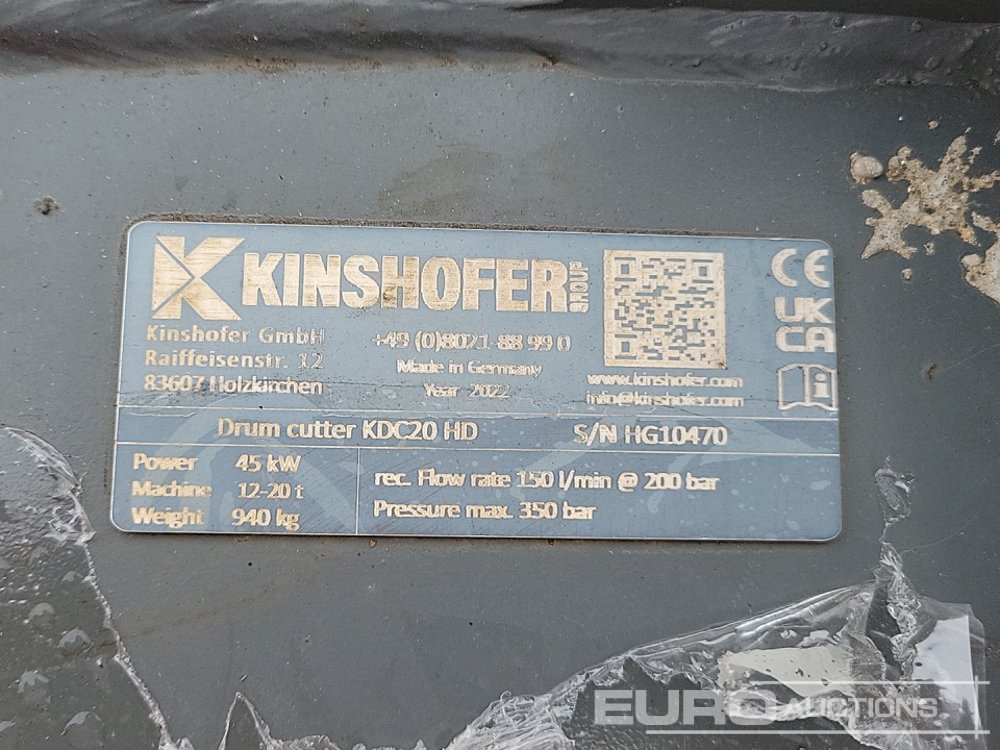 KINSHOFER
GROUP
Kinshofer GmbH
Raiffeisenstr. 12
83607 Holzkirchen
+49 (0)8021-88 99 0
Made in Germany
Year 2022
www.kinshofer.com
info@kinshofer.com
CE
UK
CA
Drum cutter KDC20 HD
S/N HG10470
Power 45 kW
Machine 12-20 t
Weight 940 kg
rec. Flow rate 150 l/min @ 200 bar
Pressure max. 350 bar
EURO AUCTIONS